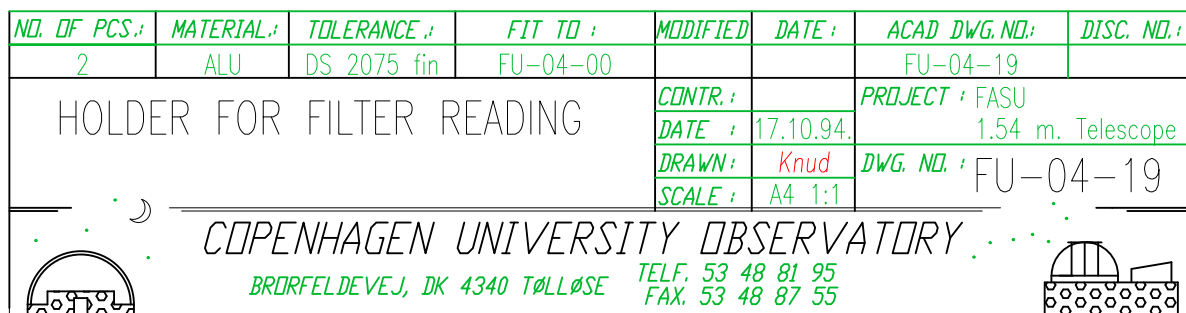 NO. OF PCS.: MATERIAL.: TOLERANCE.: FIT TO : MODIFIED DATE : ACAD DWG.NO.: DISC. NO.:
2 ALU DS 2075 fin FU-04-00 FU-04-19
HOLDER FOR FILTER READING
CONTR. :
DATE : 17.10.94.
DRAWN: Knud
SCALE : A4 1:1
PROJECT : FASU
1.54 m. Telescope
DWG. NO. : FU-04-19
COPENHAGEN UNIVERSITY OBSERVATORY
BRORFELDEVEJ, DK 4340 TØLLØSE
TELF. 53 48 81 95
FAX. 53 48 87 55